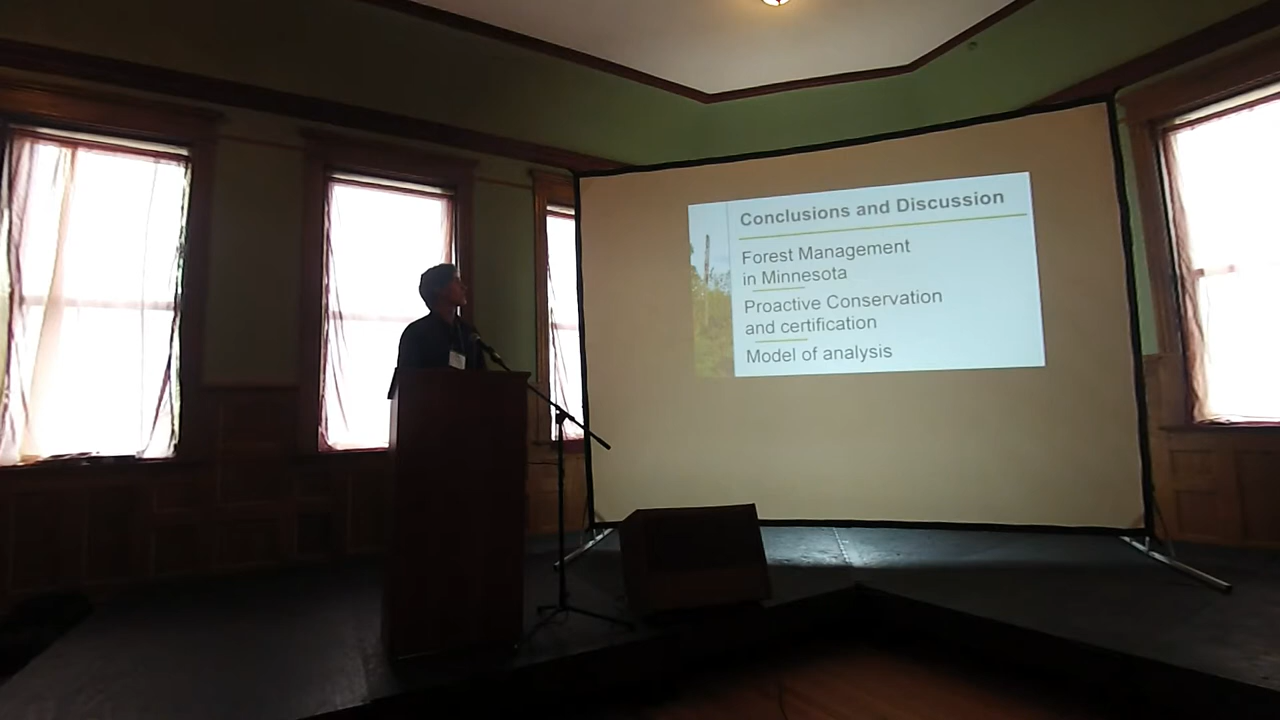 Conclusions and Discussion
Forest Management
in Minnesota
Proactive Conservation
and certification
Model of analysis